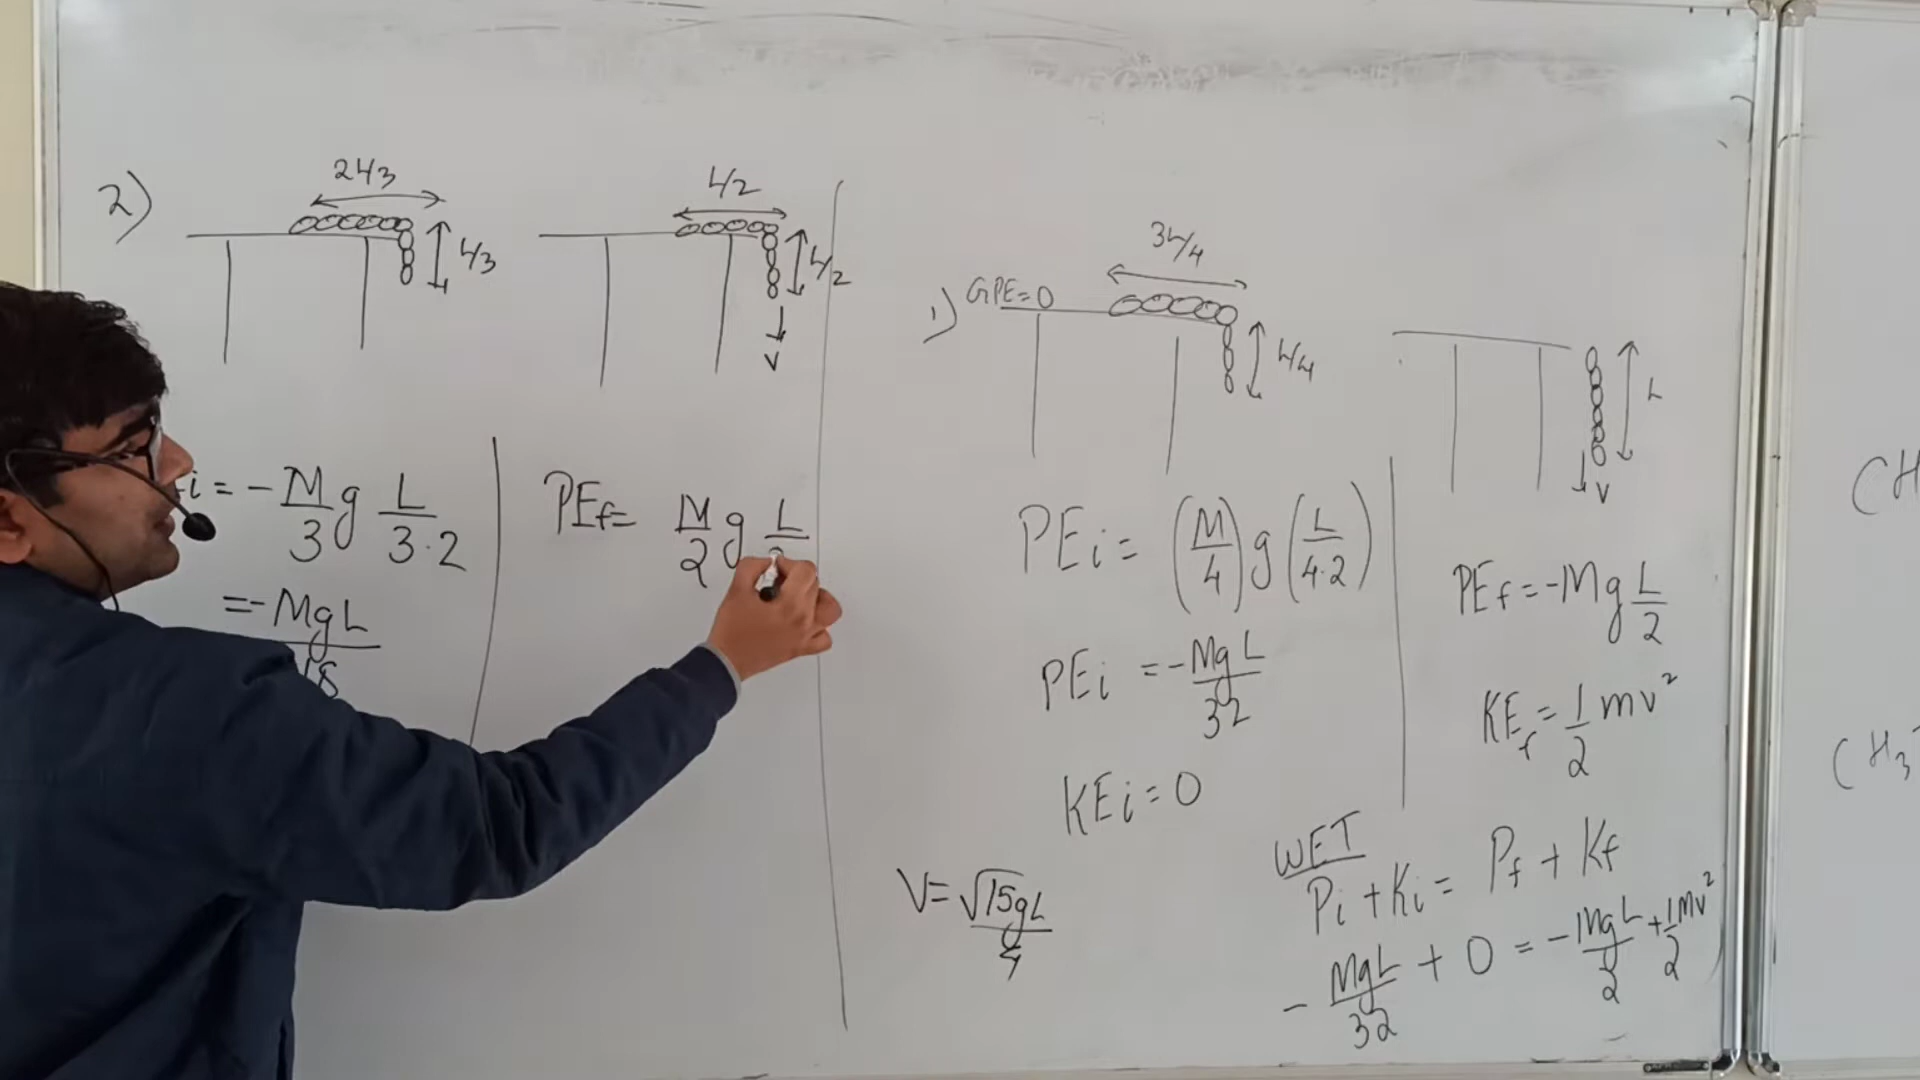 2)
2L/3
L/3
L/2
L/2
V
i = - M/3 g L/3·2
= - MgL/18
PEf = M/2 g L/2
1)
GPE=0
3L/4
L/4
L
V
PEi = (M/4) g (L/4·2)
PEi = - MgL/32
KEi = 0
V = √15gL/4
PEf = - Mg L/2
KEf = 1/2 mv²
WET
Pi + Ki = Pf + Kf
- MgL/32 + 0 = - MgL/2 + 1/2 Mv²
(CH
(CH3